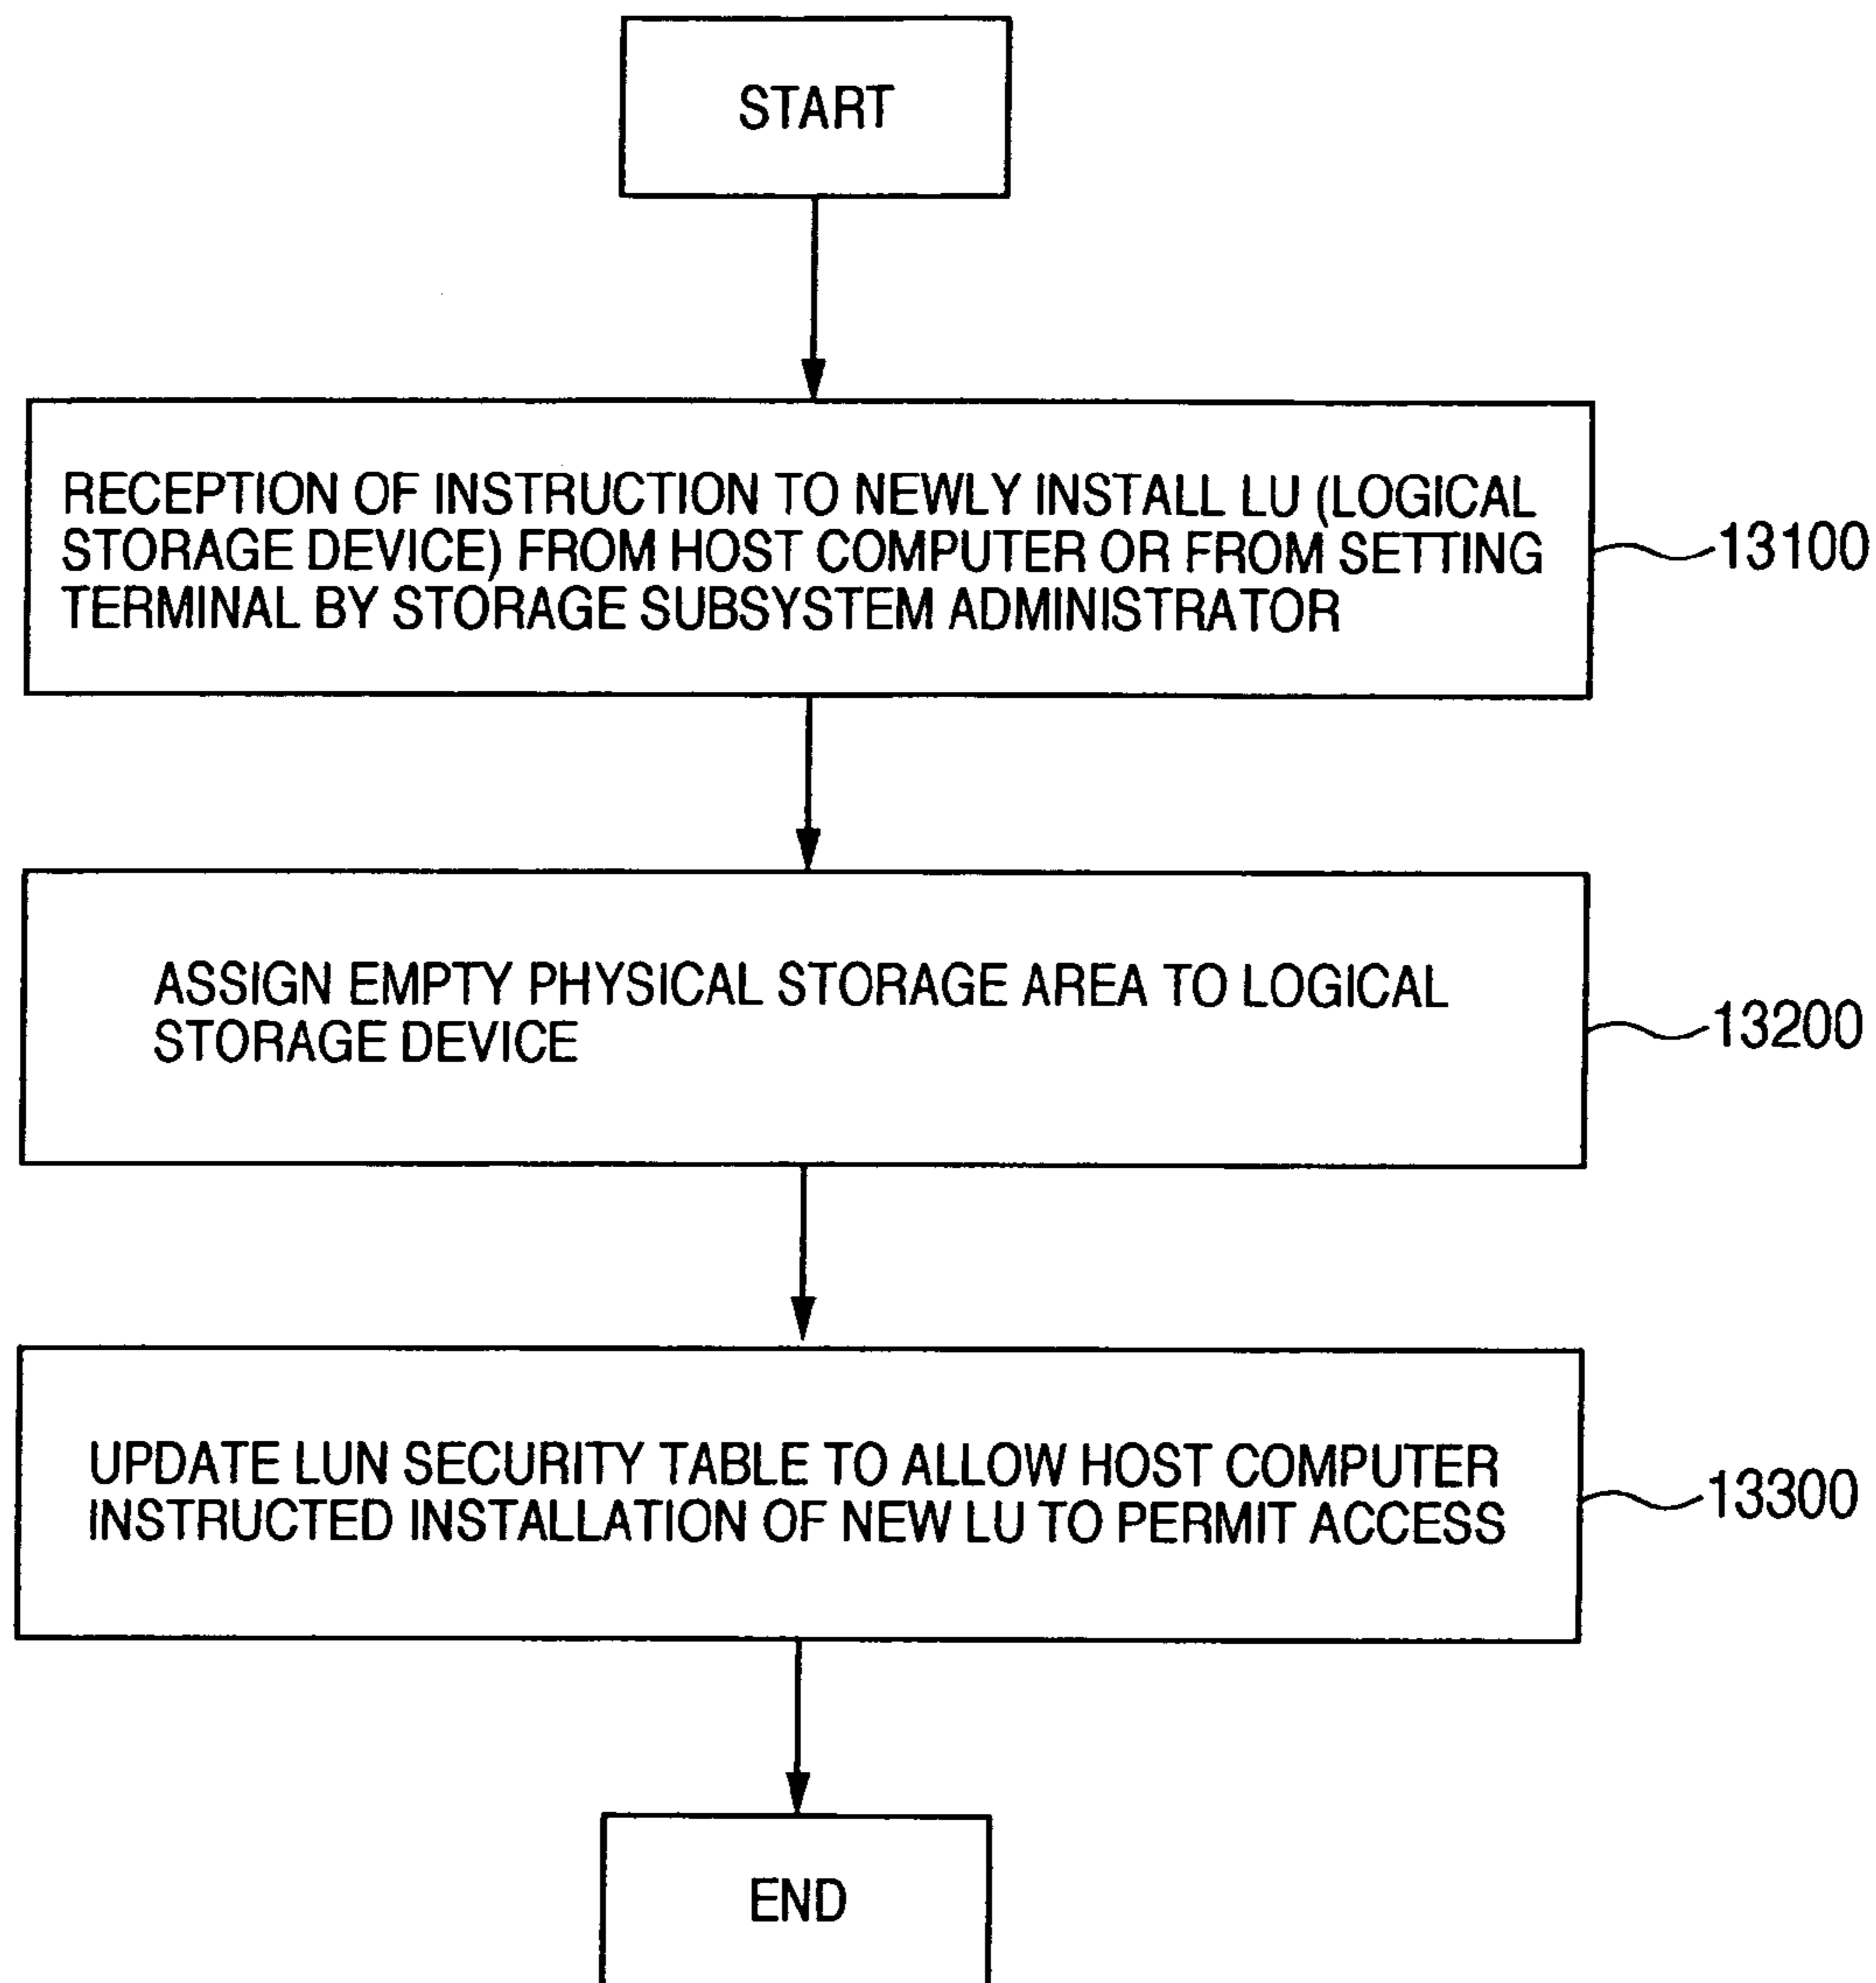 START
RECEPTION OF INSTRUCTION TO NEWLY INSTALL LU (LOGICAL
STORAGE DEVICE) FROM HOST COMPUTER OR FROM SETTING
TERMINAL BY STORAGE SUBSYSTEM ADMINISTRATOR
13100
ASSIGN EMPTY PHYSICAL STORAGE AREA TO LOGICAL
STORAGE DEVICE
13200
UPDATE LUN SECURITY TABLE TO ALLOW HOST COMPUTER
INSTRUCTED INSTALLATION OF NEW LU TO PERMIT ACCESS
13300
END